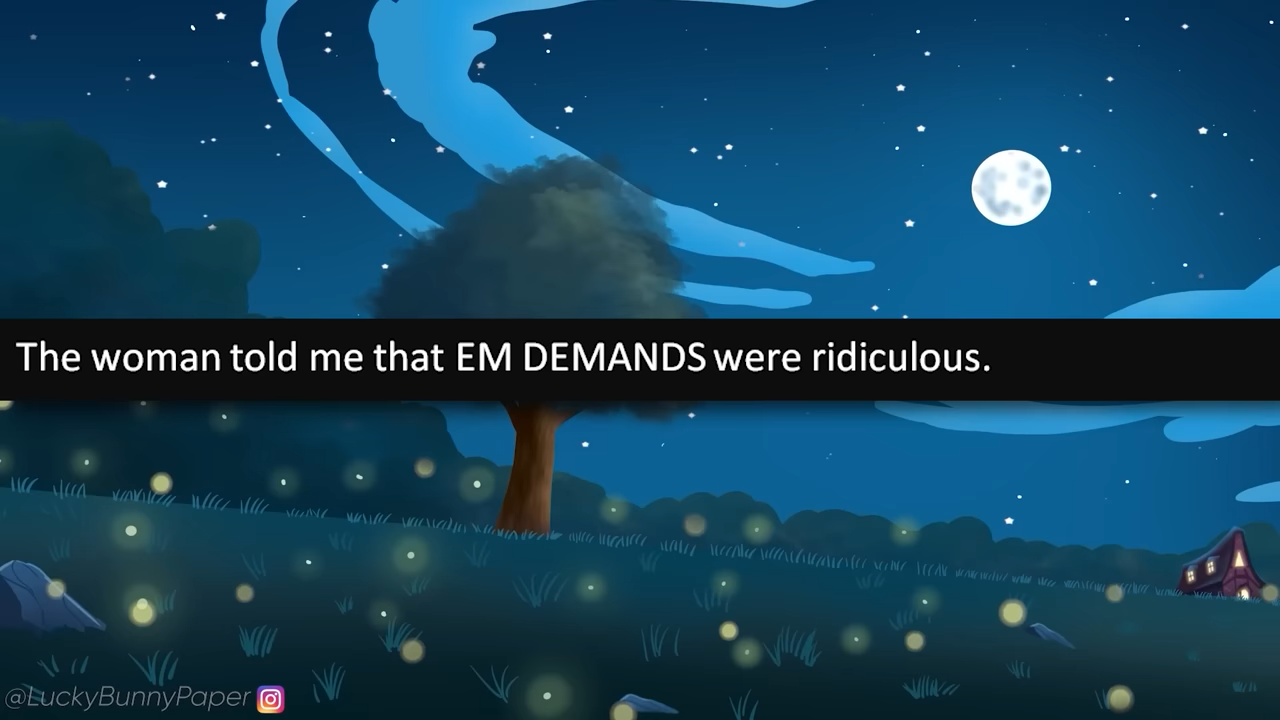 The woman told me that EM DEMANDS were ridiculous.
@LuckyBunnyPaper